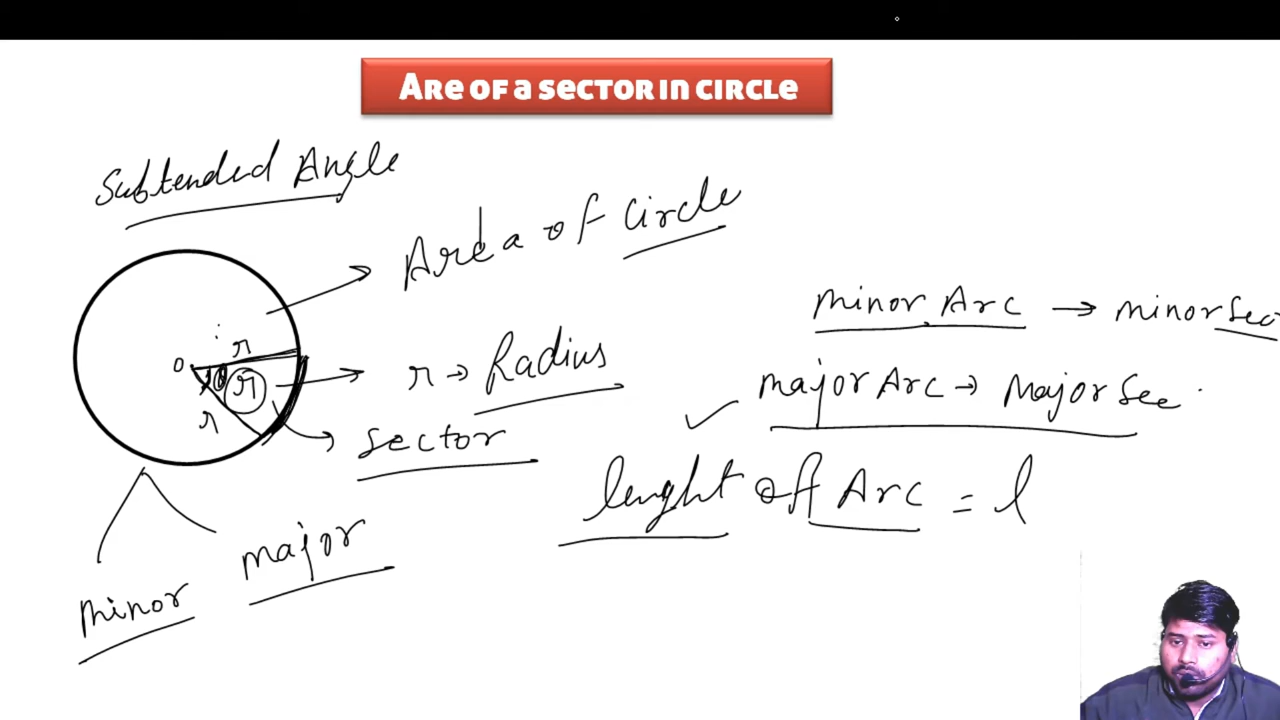 Are of a sector in circle
Subtended Angle
Area of Circle
minor Arc → minor Sec
O r θ r r
r → Radius
major Arc → Major Sec
sector
lenght of Arc = l
major
minor